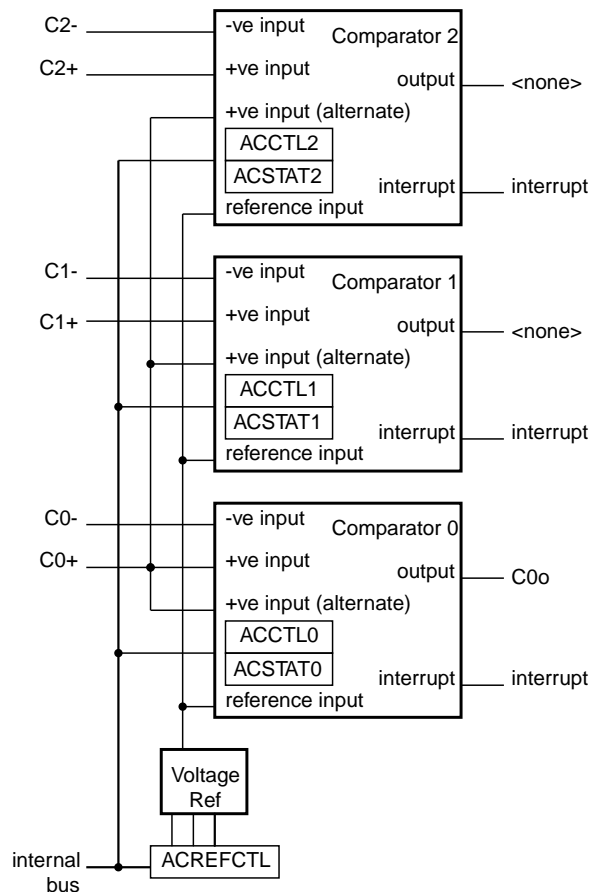 C2-
-ve input
Comparator 2
C2+
+ve input
output
<none>
+ve input (alternate)
ACCTL2
ACSTAT2
interrupt
interrupt
reference input
C1-
-ve input
Comparator 1
C1+
+ve input
output
<none>
+ve input (alternate)
ACCTL1
ACSTAT1
interrupt
interrupt
reference input
C0-
-ve input
Comparator 0
C0+
+ve input
output
C0o
+ve input (alternate)
ACCTL0
ACSTAT0
interrupt
interrupt
reference input
Voltage
Ref
internal
bus
ACREFCTL